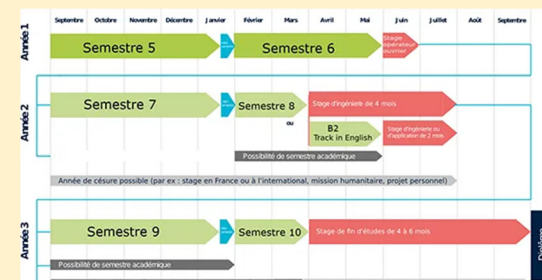 Septembre Octobre Novembre Décembre Janvier Février Mars Avril Mai Juin Juillet Août Septembre
Année 1
Semestre 5
Semestre 6
Stage
opérateur
ouvrier
Année 2
Semestre 7
Semestre 8
Stage d'ingénierie de 4 mois
ou
B2
Track in English
Stage d'ingénierie ou
d'application de 2 mois
Possibilité de semestre académique
Année de césure possible (par ex : stage en France ou à l'international, mission humanitaire, projet personnel)
Année 3
Semestre 9
Semestre 10
Stage de fin d'études de 4 à 6 mois
Diplôme
Possibilité de semestre académique